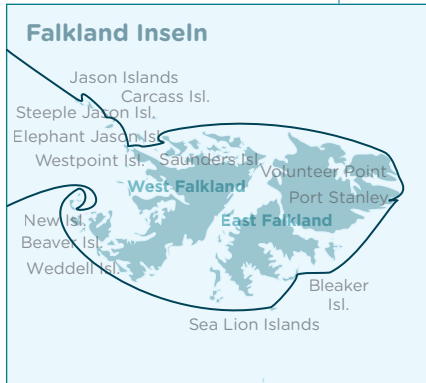 Falkland Inseln
Jason Islands
Carcass Isl.
Steeple Jason Isl.
Elephant Jason Isl.
Westpoint Isl.
Saunders Isl.
Volunteer Point
West Falkland
Port Stanley
New Isl.
East Falkland
Beaver Isl.
Weddell Isl.
Bleaker
Isl.
Sea Lion Islands